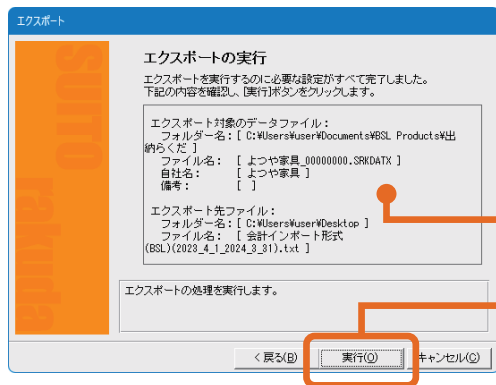 エクスポート
SUITO
rakuda
エクスポートの実行
エクスポートを実行するのに必要な設定がすべて完了しました。
下記の内容を確認し、[実行]ボタンをクリックします。
エクスポート対象のデータファイル：
フォルダー名：[ C:¥Users¥user¥Documents¥BSL Products¥出
納らくだ ]
ファイル名： [ よつや家具_00000000.SRKDATX ]
自社名： [ よつや家具 ]
備考： [ ]
エクスポート先ファイル：
フォルダー名：[ C:¥Users¥user¥Desktop ]
ファイル名： [ 会計インポート形式
(BSL)(2023_4_1_2024_3_31).txt ]
エクスポートの処理を実行します。
< 戻る(B) 実行(O) キャンセル(C)